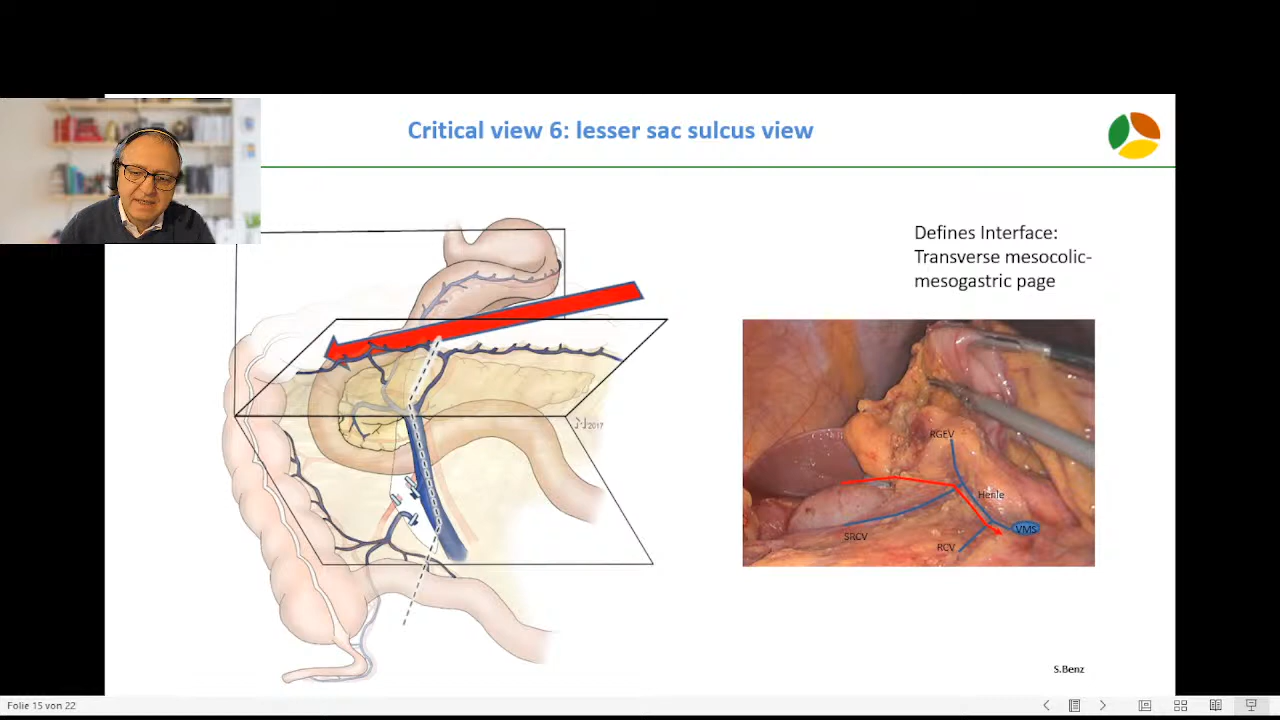 Critical view 6: lesser sac sulcus view
Defines Interface:
Transverse mesocolic-
mesogastric page
2017
RGEV
Henle
VMS
SRCV
RCV
S.Benz
Folie 15 von 22